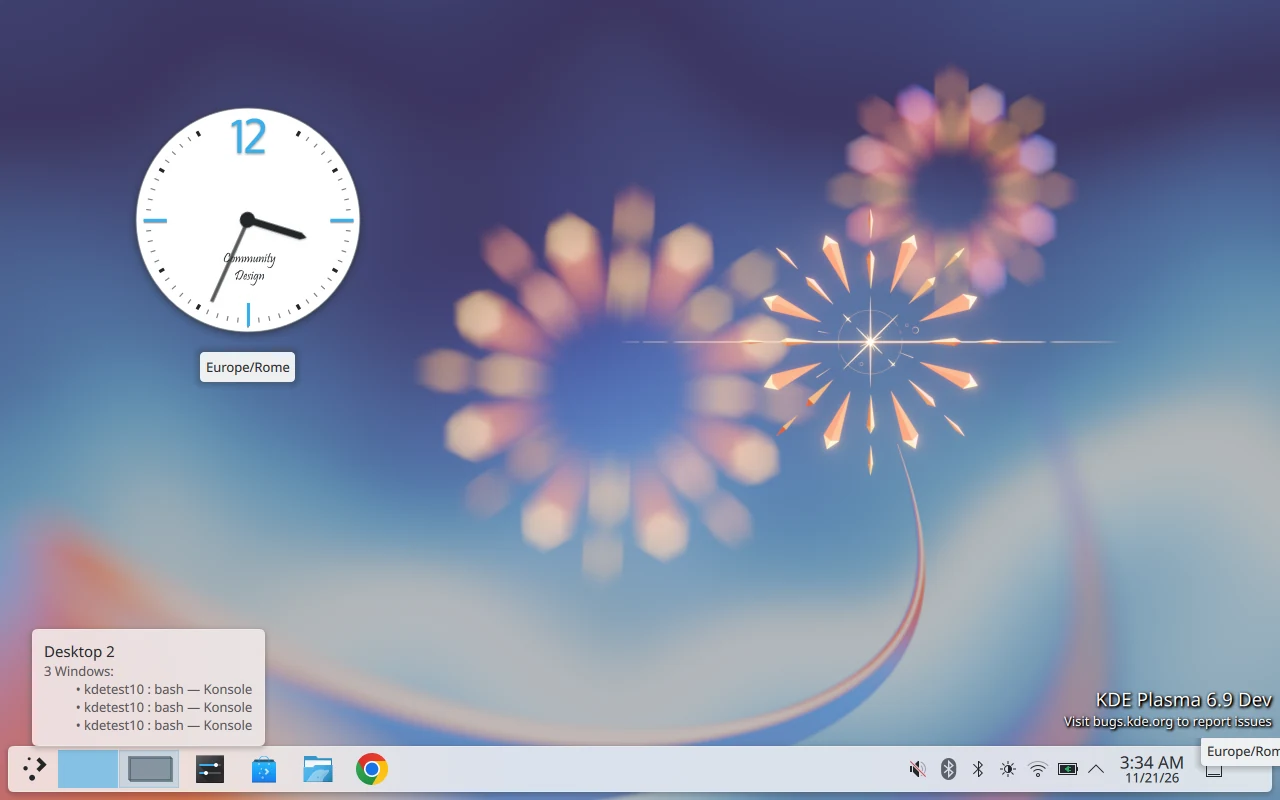 12
Community
Design
Europe/Rome
Desktop 2
3 Windows:
• kdetest10 : bash — Konsole
• kdetest10 : bash — Konsole
• kdetest10 : bash — Konsole
KDE Plasma 6.9 Dev
Visit bugs.kde.org to report issues
Europe/Rom
3:34 AM
11/21/26